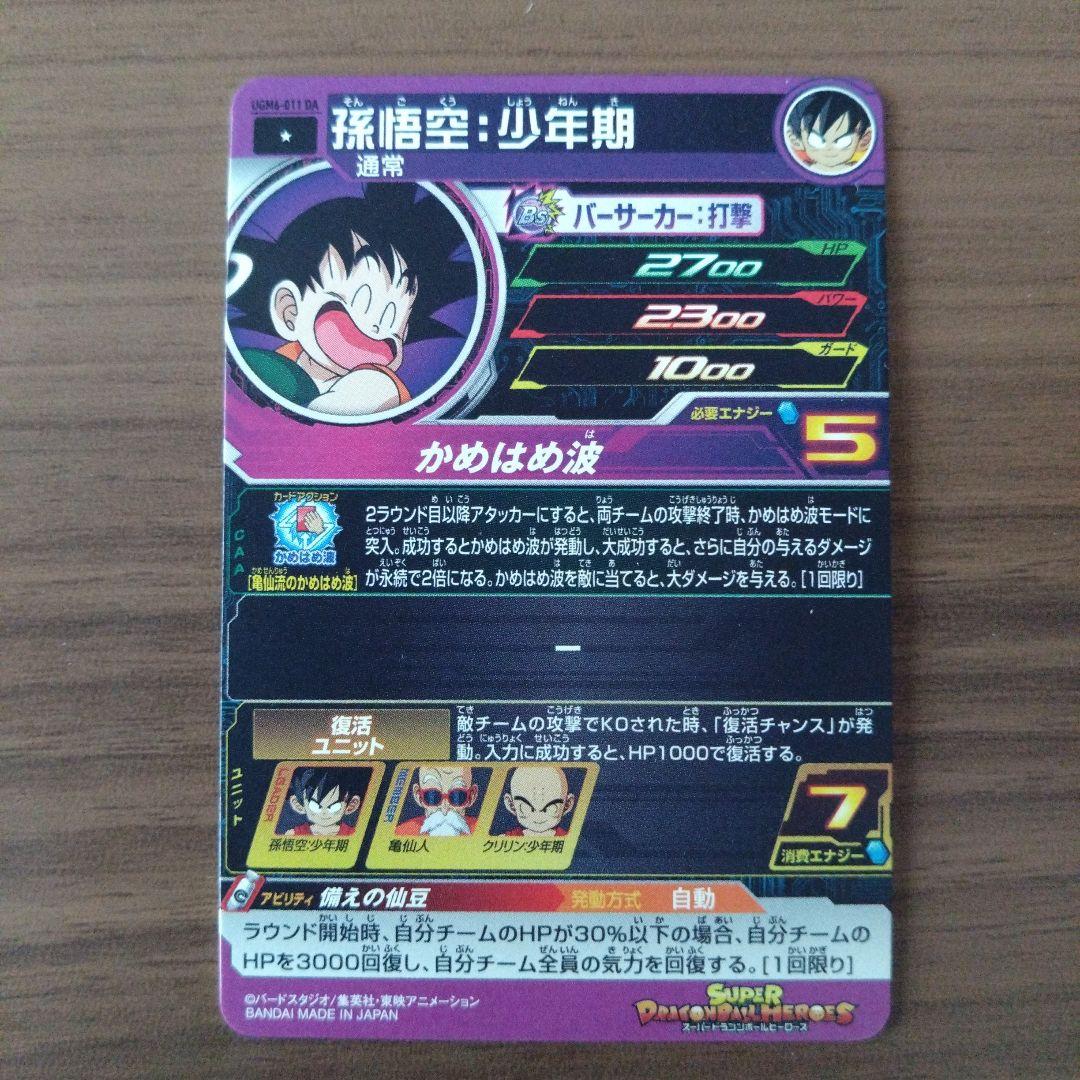 UGM6-011 DA
孫悟空:少年期
そんごくう しょうねんき
通常
Bs バーサーカー:打撃
HP
2700
パワー
2300
ガード
1000
必要エナジー 5
かめはめ波
CAA
カードアクション
かめはめ波
[亀仙流のかめはめ波]
2ラウンド目以降アタッカーにすると、両チームの攻撃終了時、かめはめ波モードに
突入。成功するとかめはめ波が発動し、大成功すると、さらに自分の与えるダメージ
が永続で2倍になる。かめはめ波を敵に当てると、大ダメージを与える。[1回限り]
ー
ユニット
復活
ユニット
敵チームの攻撃でKOされた時、「復活チャンス」が発
動。入力に成功すると、HP1000で復活する。
LEADER
孫悟空:少年期
MEMBER
亀仙人
クリリン:少年期
7
消費エナジー
アビリティ 備えの仙豆 発動方式 自動
ラウンド開始時、自分チームのHPが30%以下の場合、自分チームの
HPを3000回復し、自分チーム全員の気力を回復する。[1回限り]
©バードスタジオ/集英社・東映アニメーション
BANDAI MADE IN JAPAN
SUPER
DRAGONBALL HEROES
スーパードラゴンボールヒーローズ